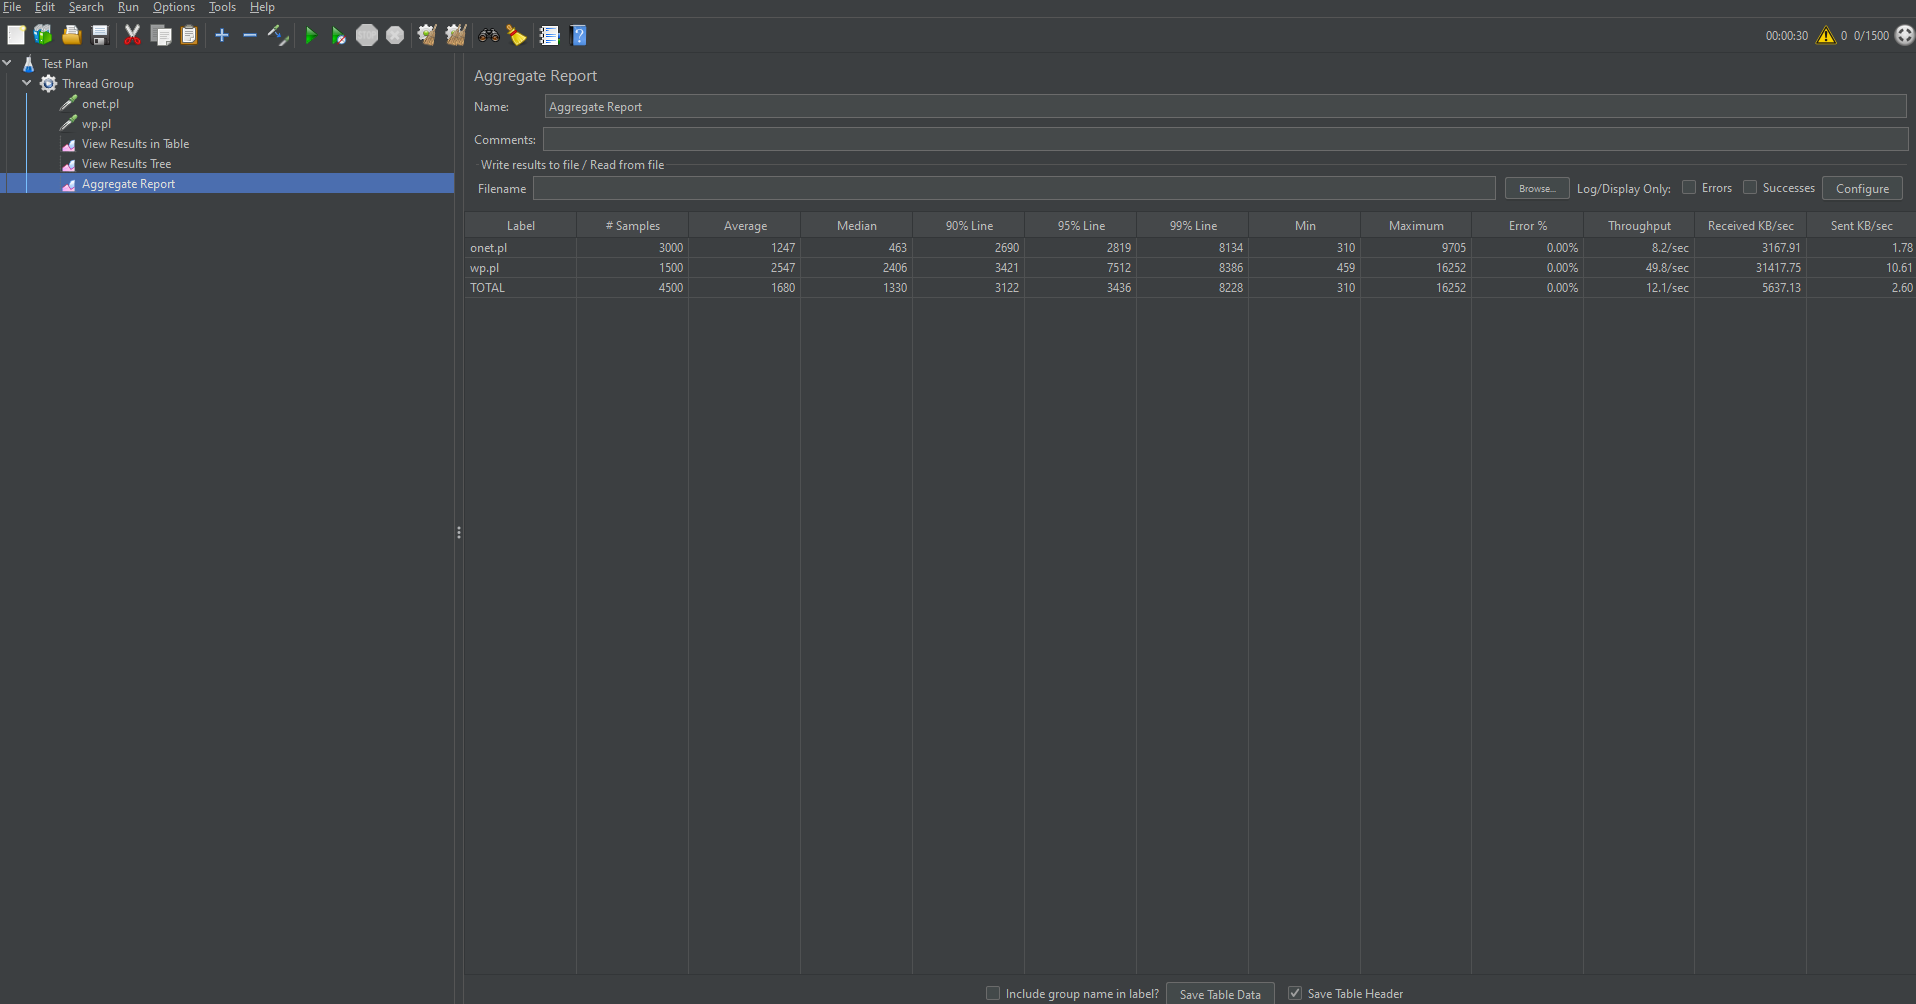 File Edit Search Run Options Tools Help
STOP 00:00:30 0 0/1500
Test Plan
Thread Group
onet.pl
wp.pl
View Results in Table
View Results Tree
Aggregate Report
Aggregate Report
Name: Aggregate Report
Comments:
Write results to file / Read from file
Filename Browse... Log/Display Only: Errors Successes Configure
Label # Samples Average Median 90% Line 95% Line 99% Line Min Maximum Error % Throughput Received KB/sec Sent KB/sec
onet.pl 3000 1247 463 2690 2819 8134 310 9705 0.00% 8.2/sec 3167.91 1.78
wp.pl 1500 2547 2406 3421 7512 8386 459 16252 0.00% 49.8/sec 31417.75 10.61
TOTAL 4500 1680 1330 3122 3436 8228 310 16252 0.00% 12.1/sec 5637.13 2.60
Include group name in label? Save Table Data Save Table Header